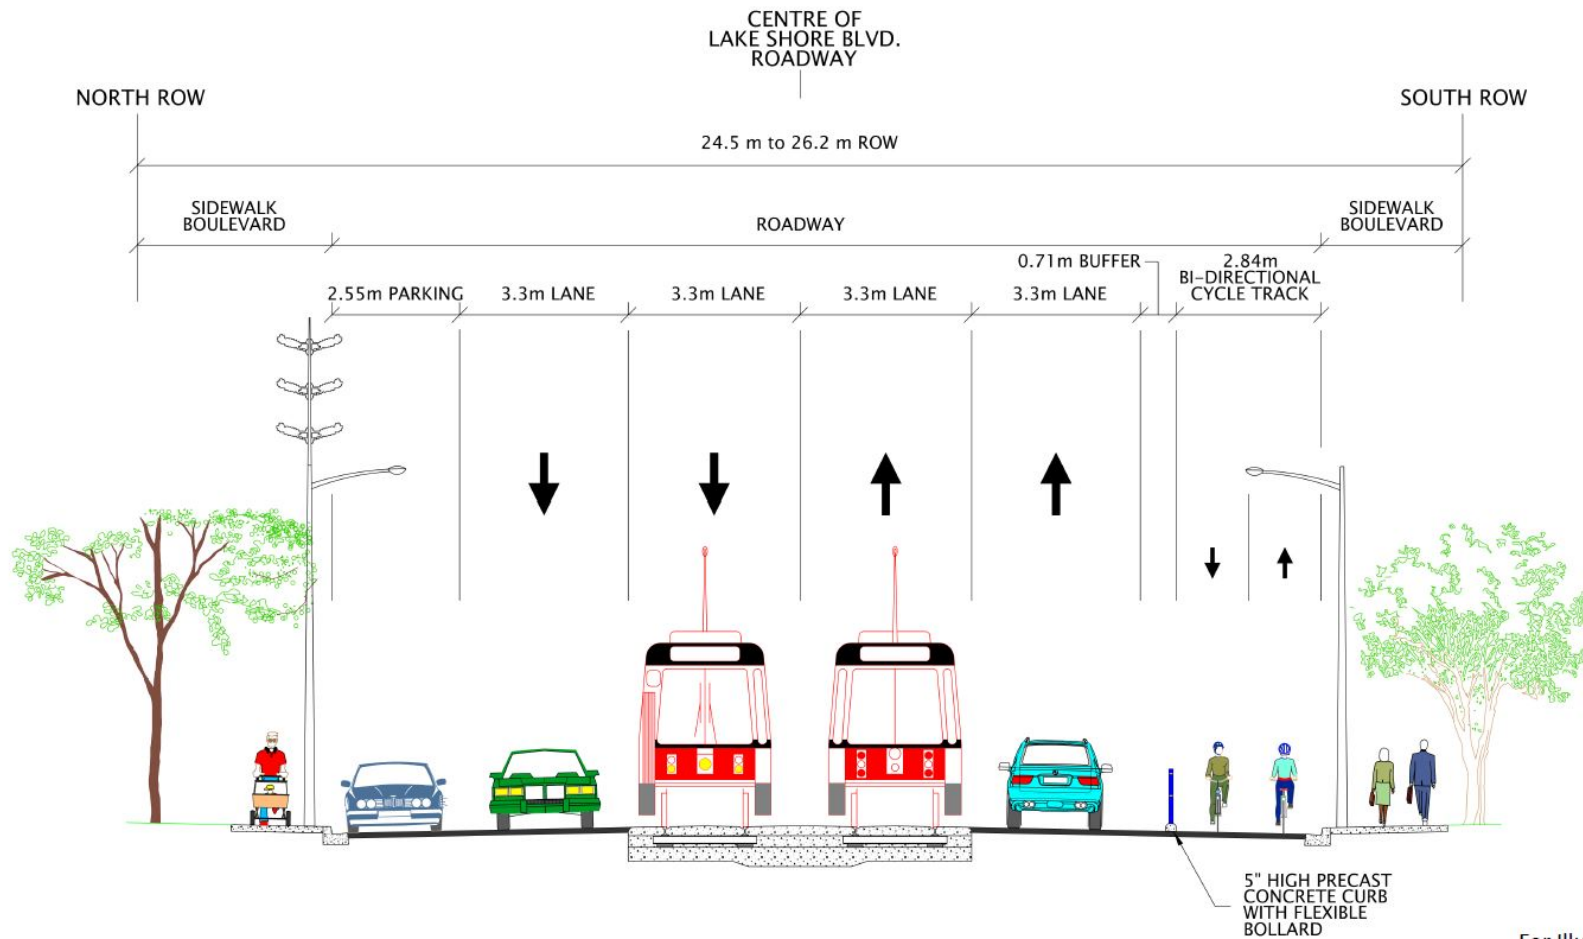 CENTRE OF
LAKE SHORE BLVD.
ROADWAY
NORTH ROW
SOUTH ROW
24.5 m to 26.2 m ROW
SIDEWALK
BOULEVARD
ROADWAY
SIDEWALK
BOULEVARD
0.71m BUFFER
2.84m
BI-DIRECTIONAL
CYCLE TRACK
2.55m PARKING
3.3m LANE
3.3m LANE
3.3m LANE
3.3m LANE
5" HIGH PRECAST
CONCRETE CURB
WITH FLEXIBLE
BOLLARD